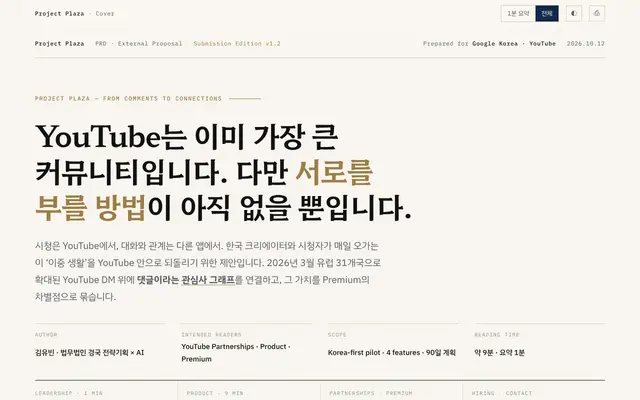 Project Plaza · Cover
1분 요약 전체
Project Plaza PRD · External Proposal Submission Edition v1.2
Prepared for Google Korea · YouTube 2026.10.12
PROJECT PLAZA — FROM COMMENTS TO CONNECTIONS
YouTube는 이미 가장 큰
커뮤니티입니다. 다만 서로를
부를 방법이 아직 없을 뿐입니다.
시청은 YouTube에서, 대화와 관계는 다른 앱에서. 한국 크리에이터와 시청자가 매일 오가는
이 '이중 생활'을 YouTube 안으로 되돌리기 위한 제안입니다. 2026년 3월 유럽 31개국으로
확대된 YouTube DM 위에 댓글이라는 관심사 그래프를 연결하고, 그 가치를 Premium의
차별점으로 묶습니다.
AUTHOR
김유빈 · 법무법인 경국 전략기획 × AI
INTENDED READERS
YouTube Partnerships · Product ·
Premium
SCOPE
Korea-first pilot · 4 features · 90일 계획
READING TIME
약 9분 · 요약 1분
LEADERSHIP · 1 MIN
PRODUCT · 9 MIN
PARTNERSHIPS · PREMIUM
HIRING · CONTACT